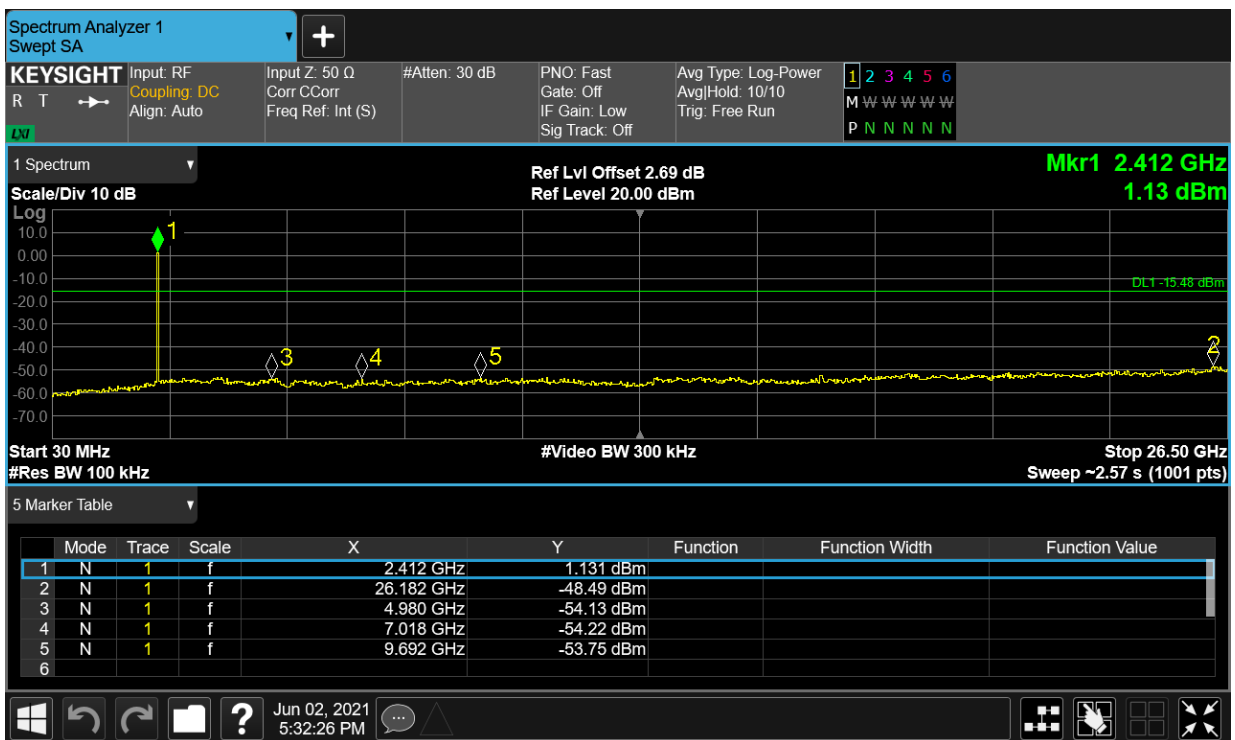 Spectrum Analyzer 1
Swept SA
+
KEYSIGHT
R T
LXI
Input: RF
Coupling: DC
Align: Auto
Input Z: 50 Ω
Corr CCorr
Freq Ref: Int (S)
#Atten: 30 dB
PNO: Fast
Gate: Off
IF Gain: Low
Sig Track: Off
Avg Type: Log-Power
Avg|Hold: 10/10
Trig: Free Run
1 2 3 4 5 6
M W W W W W
P N N N N N
1 Spectrum
Scale/Div 10 dB
Ref Lvl Offset 2.69 dB
Ref Level 20.00 dBm
Mkr1 2.412 GHz
1.13 dBm
Log
10.0
0.00
-10.0
-20.0
-30.0
-40.0
-50.0
-60.0
-70.0
1
DL1 -15.48 dBm
3
4
5
2
Start 30 MHz
#Video BW 300 kHz
Stop 26.50 GHz
#Res BW 100 kHz
Sweep ~2.57 s (1001 pts)
5 Marker Table
Mode Trace Scale X Y Function Function Width Function Value
1 N 1 f 2.412 GHz 1.131 dBm
2 N 1 f 26.182 GHz -48.49 dBm
3 N 1 f 4.980 GHz -54.13 dBm
4 N 1 f 7.018 GHz -54.22 dBm
5 N 1 f 9.692 GHz -53.75 dBm
6
?
Jun 02, 2021
5:32:26 PM